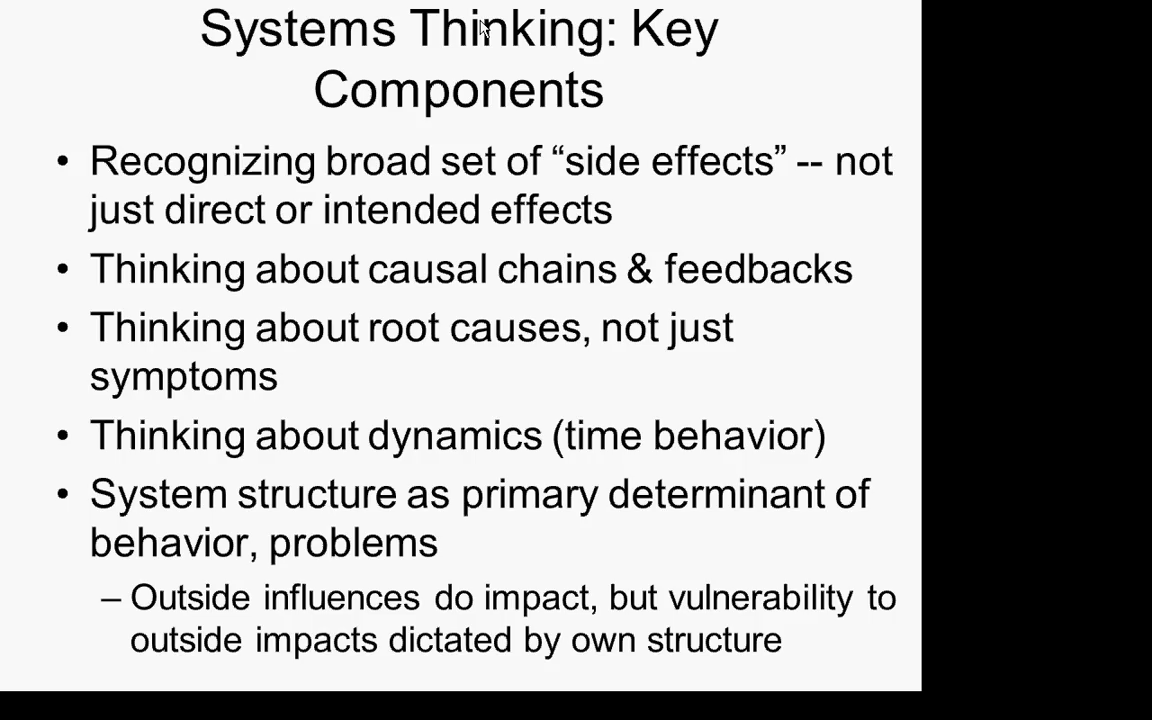 Systems Thinking: Key
Components
• Recognizing broad set of “side effects” -- not
just direct or intended effects
• Thinking about causal chains & feedbacks
• Thinking about root causes, not just
symptoms
• Thinking about dynamics (time behavior)
• System structure as primary determinant of
behavior, problems
– Outside influences do impact, but vulnerability to
outside impacts dictated by own structure